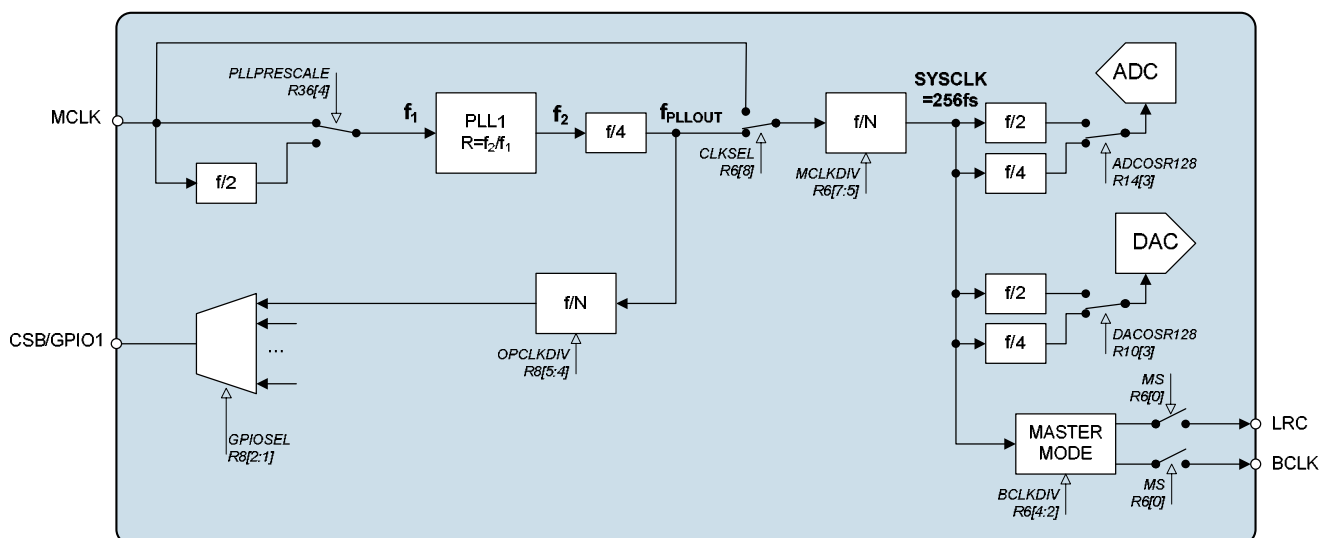 PLLPRESCALE
R36[4]
MCLK
f/2
f1
PLL1
R=f2/f1
f2
f/4
fPLLOUT
CLKSEL
R6[8]
f/N
MCLKDIV
R6[7:5]
SYSCLK
=256fs
f/2
f/4
ADC
ADCOSR128
R14[3]
DAC
f/2
f/4
DACOSR128
R10[3]
f/N
OPCLKDIV
R8[5:4]
CSB/GPIO1
...
GPIOSEL
R8[2:1]
MASTER
MODE
BCLKDIV
R6[4:2]
MS
R6[0]
LRC
BCLK
MS
R6[0]